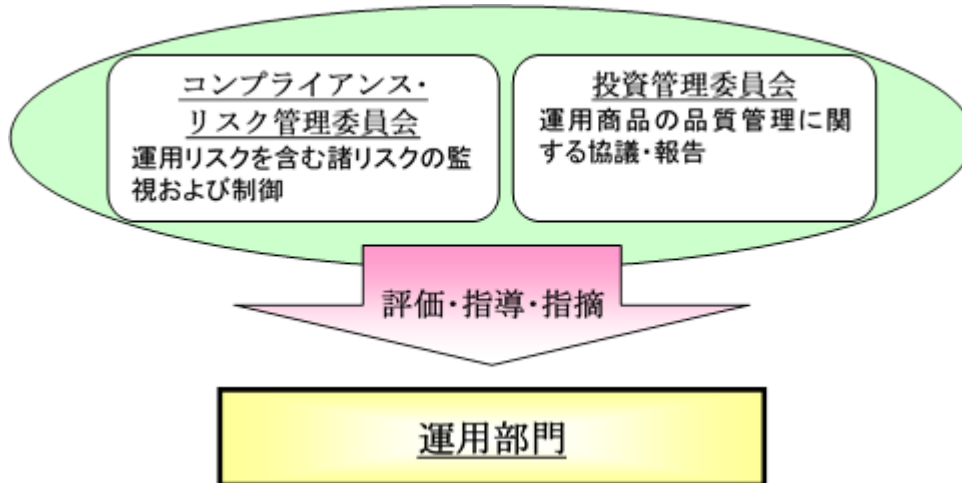 コンプライアンス・
リスク管理委員会
運用リスクを含む諸リスクの監
視および制御
投資管理委員会
運用商品の品質管理に関
する協議・報告
評価・指導・指摘
運用部門